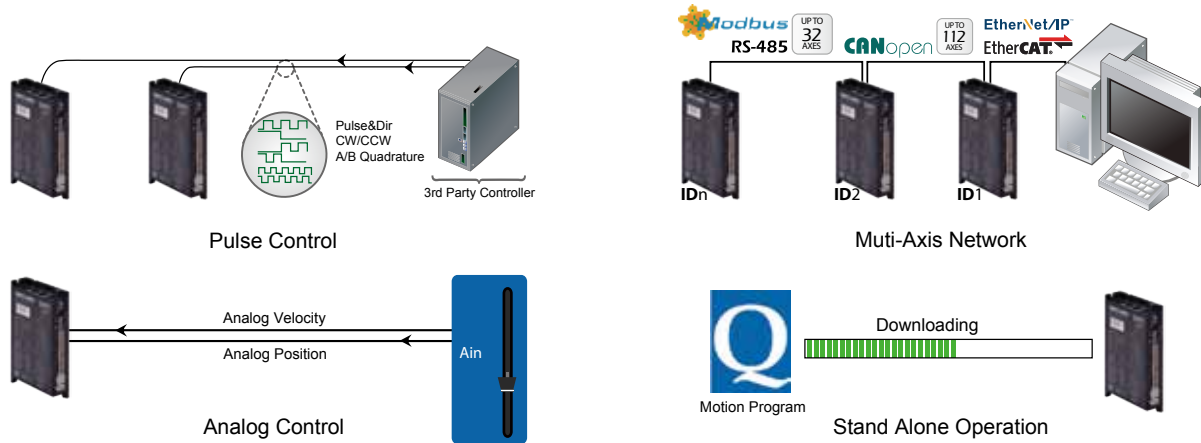 Pulse&Dir
CW/CCW
A/B Quadrature
3rd Party Controller
Pulse Control
Modbus
RS-485
UP TO
32
AXES
CANopen
UP TO
112
AXES
EtherNet/IP™
EtherCAT.
IDn
ID2
ID1
Muti-Axis Network
Analog Velocity
Analog Position
Ain
Analog Control
Q
Motion Program
Downloading
Stand Alone Operation